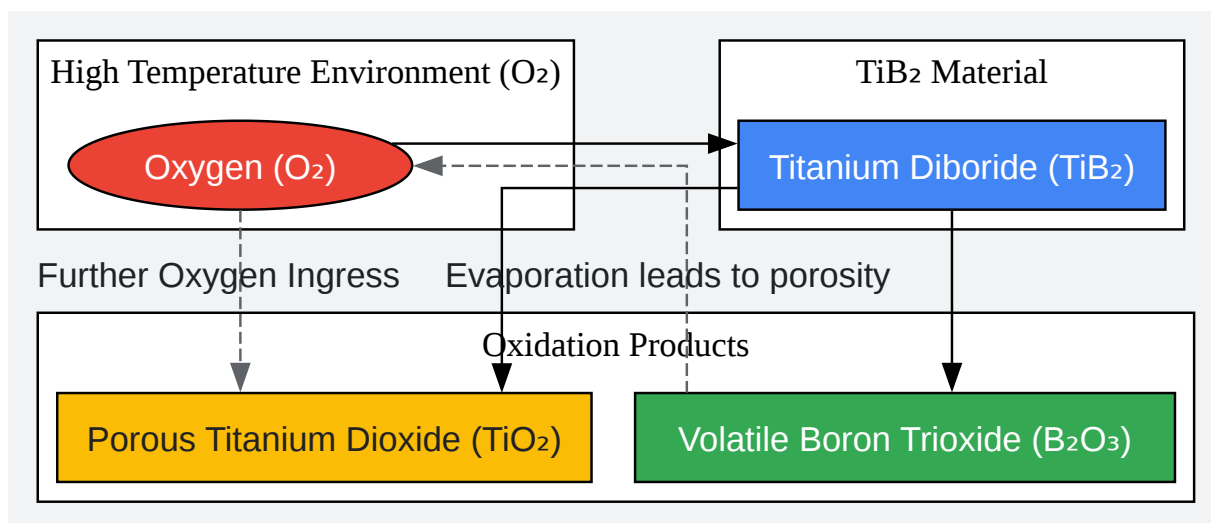 High Temperature Environment (O₂)
TiB₂ Material
Oxygen (O₂)
Titanium Diboride (TiB₂)
Further Oxygen Ingress
Evaporation leads to porosity
Oxidation Products
Porous Titanium Dioxide (TiO₂)
Volatile Boron Trioxide (B₂O₃)